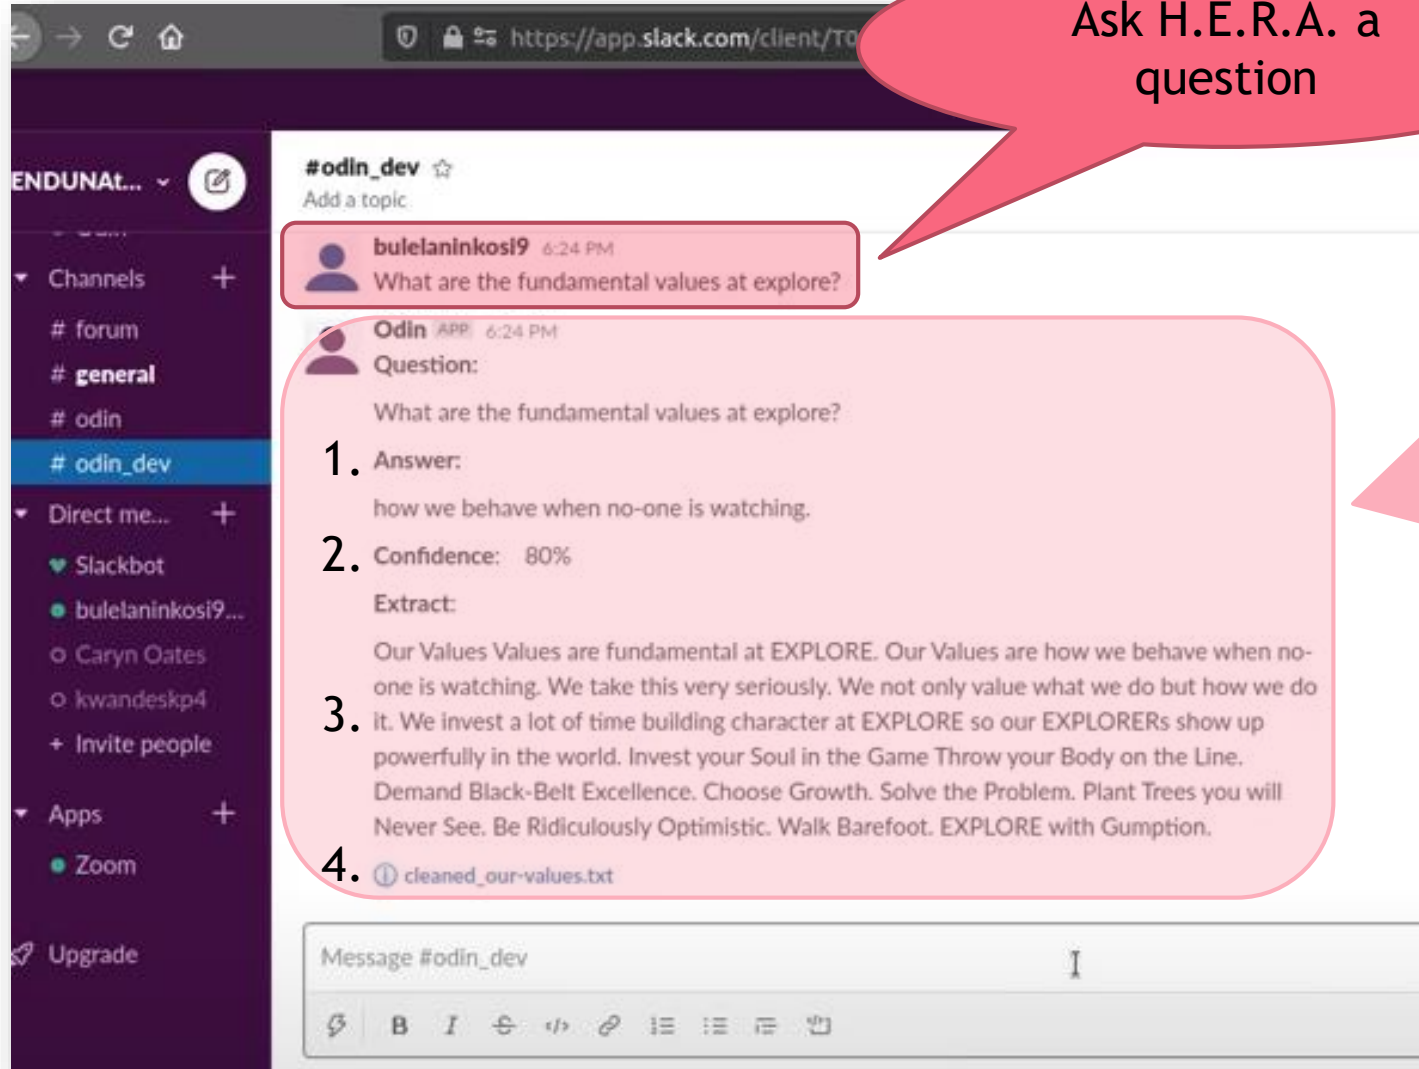 https://app.slack.com/client/T0
Ask H.E.R.A. a
question
ENDUNAt...
#odin_dev
Add a topic
Channels
# forum
# general
# odin
# odin_dev
Direct me...
Slackbot
bulelaninkosi9...
Caryn Oates
kwandeskp4
+ Invite people
Apps
Zoom
Upgrade
bulelaninkosi9 6:24 PM
What are the fundamental values at explore?
Odin APP 6:24 PM
Question:
What are the fundamental values at explore?
1. Answer:
how we behave when no-one is watching.
2. Confidence: 80%
Extract:
Our Values Values are fundamental at EXPLORE. Our Values are how we behave when no-
one is watching. We take this very seriously. We not only value what we do but how we do
3. it. We invest a lot of time building character at EXPLORE so our EXPLORERs show up
powerfully in the world. Invest your Soul in the Game Throw your Body on the Line.
Demand Black-Belt Excellence. Choose Growth. Solve the Problem. Plant Trees you will
Never See. Be Ridiculously Optimistic. Walk Barefoot. EXPLORE with Gumption.
4. cleaned_our-values.txt
Message #odin_dev
B I S </>